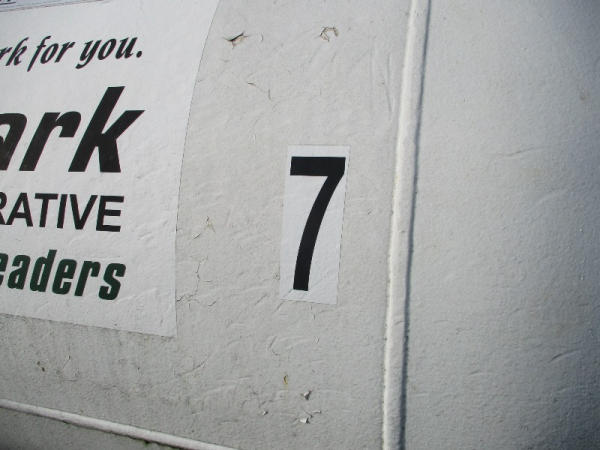 rk for you.
ark
RATIVE
eaders
7